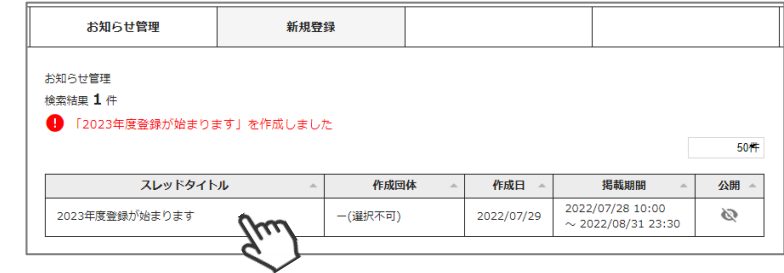 お知らせ管理 新規登録
お知らせ管理
検索結果 1 件
「2023年度登録が始まります」を作成しました
50件
スレッドタイトル 作成団体 作成日 掲載期間 公開
2023年度登録が始まります ー(選択不可) 2022/07/29 2022/07/28 10:00
～ 2022/08/31 23:30